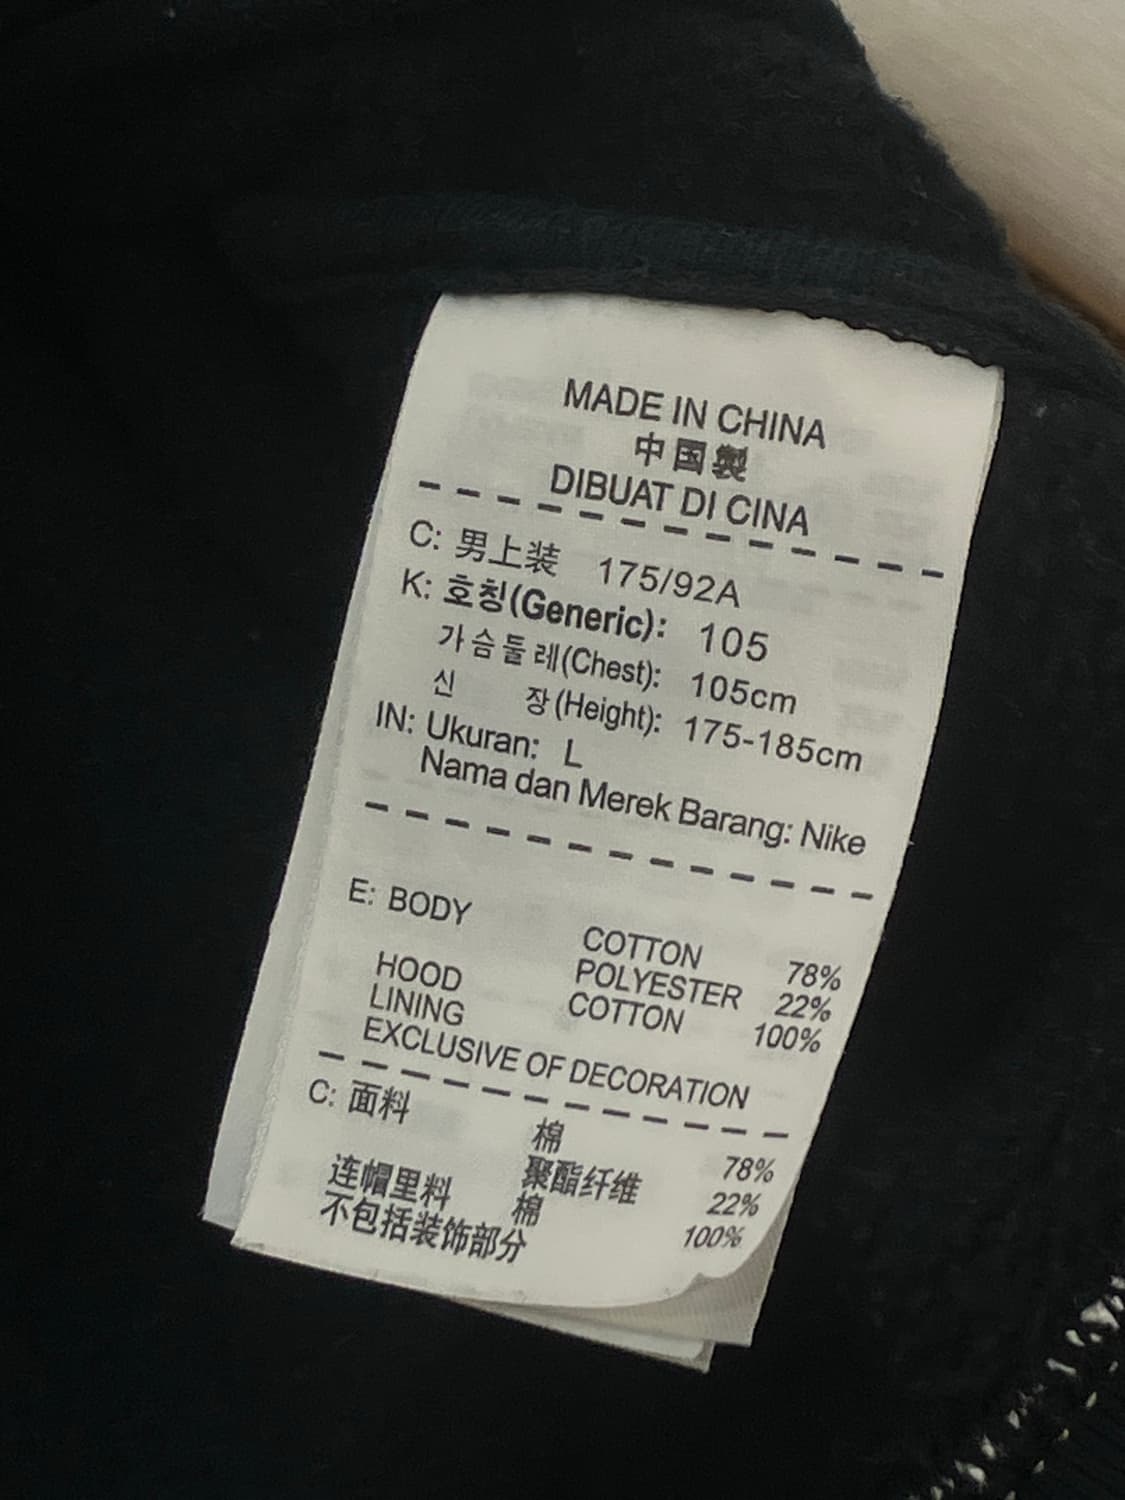 MADE IN CHINA
中国製
DIBUAT DI CINA
C: 男上装 175/92A
K: 호칭(Generic): 105
가슴둘레(Chest): 105cm
신 장(Height): 175-185cm
IN: Ukuran: L
Nama dan Merek Barang: Nike
E: BODY
COTTON 78%
POLYESTER 22%
HOOD LINING COTTON 100%
EXCLUSIVE OF DECORATION
C: 面料
棉 78%
聚酯纤维 22%
连帽里料 棉 100%
不包括装饰部分